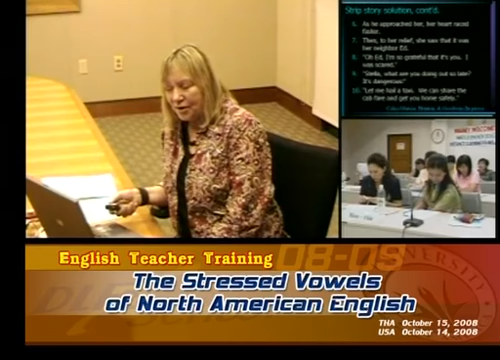 Strip story solution, cont'd.
6. As he approached her, her heart raced faster.
7. Then, to her relief, she saw that it was her neighbor Ed.
8. "Oh Ed, I'm so grateful that it's you. I was scared."
9. "Stella, what are you doing out so late? It's dangerous."
10. "Let me hail a taxi. We can share the cab fare and get you home safely."
English Teacher Training
08-09
The Stressed Vowels
of North American English
THA October 15, 2008
USA October 14, 2008